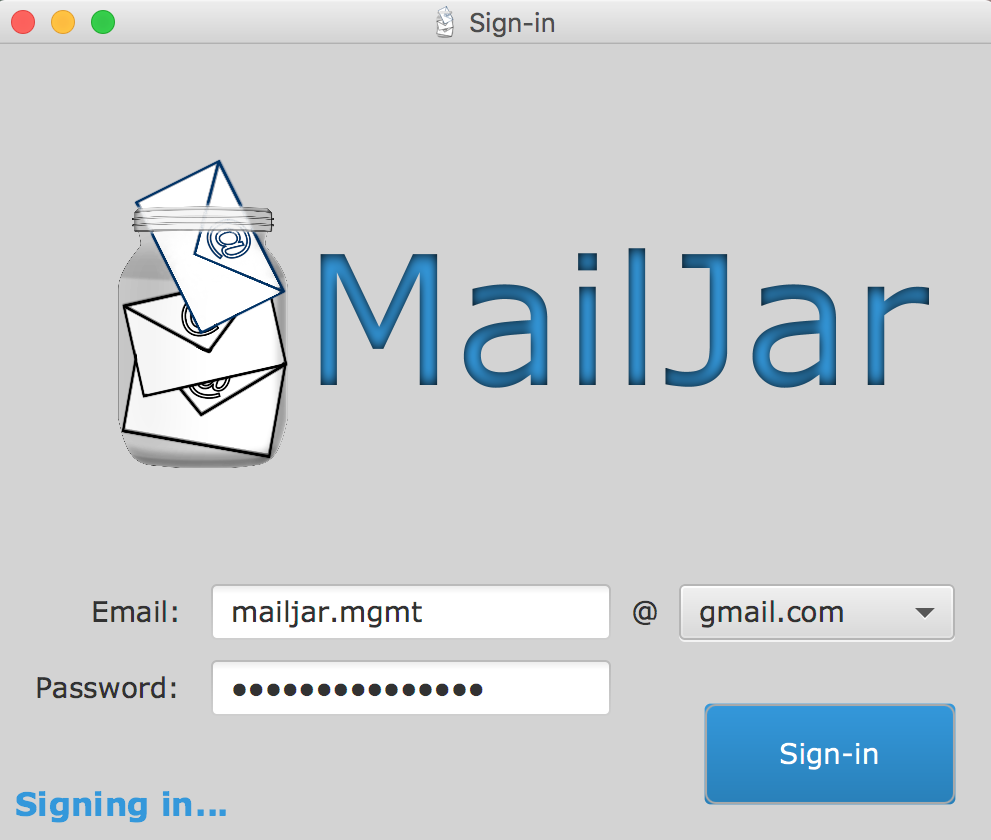 Sign-in
@
@
@
MailJar
Email: mailjar.mgmt @ gmail.com
Password: •••••••••••••••
Sign-in
Signing in...